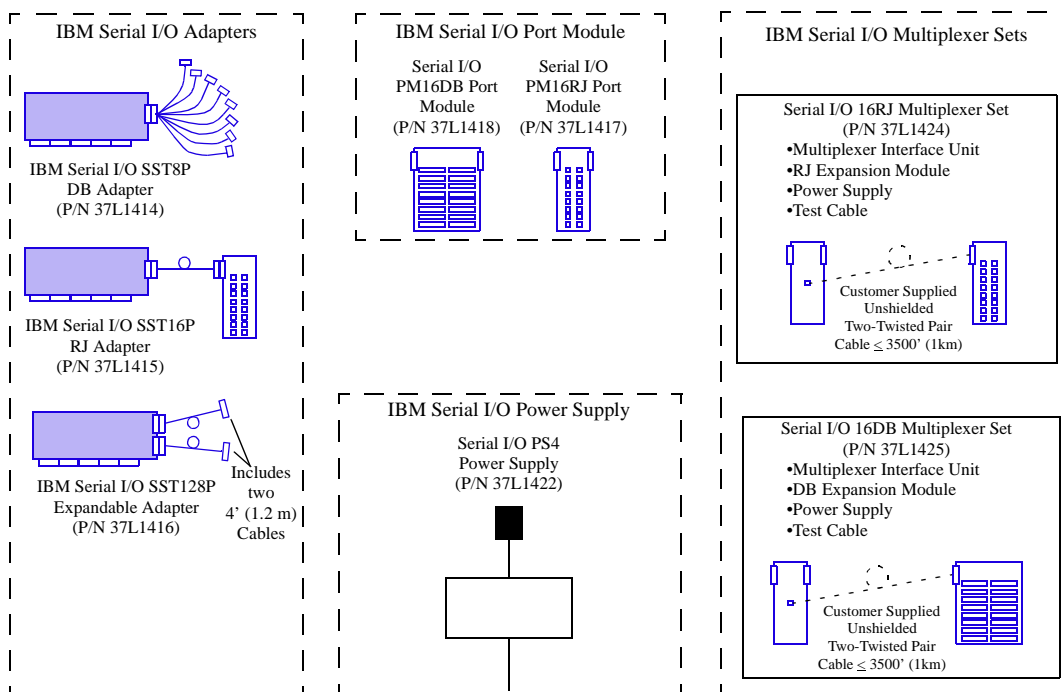 IBM Serial I/O Adapters
IBM Serial I/O SST8P
DB Adapter
(P/N 37L1414)
IBM Serial I/O SST16P
RJ Adapter
(P/N 37L1415)
IBM Serial I/O SST128P
Expandable Adapter
(P/N 37L1416)
Includes
two
4' (1.2 m)
Cables
IBM Serial I/O Port Module
Serial I/O
PM16DB Port
Module
(P/N 37L1418)
Serial I/O
PM16RJ Port
Module
(P/N 37L1417)
IBM Serial I/O Power Supply
Serial I/O PS4
Power Supply
(P/N 37L1422)
IBM Serial I/O Multiplexer Sets
Serial I/O 16RJ Multiplexer Set
(P/N 37L1424)
•Multiplexer Interface Unit
•RJ Expansion Module
•Power Supply
•Test Cable
Customer Supplied
Unshielded
Two-Twisted Pair
Cable ≤ 3500' (1km)
Serial I/O 16DB Multiplexer Set
(P/N 37L1425)
•Multiplexer Interface Unit
•DB Expansion Module
•Power Supply
•Test Cable
Customer Supplied
Unshielded
Two-Twisted Pair
Cable ≤ 3500' (1km)